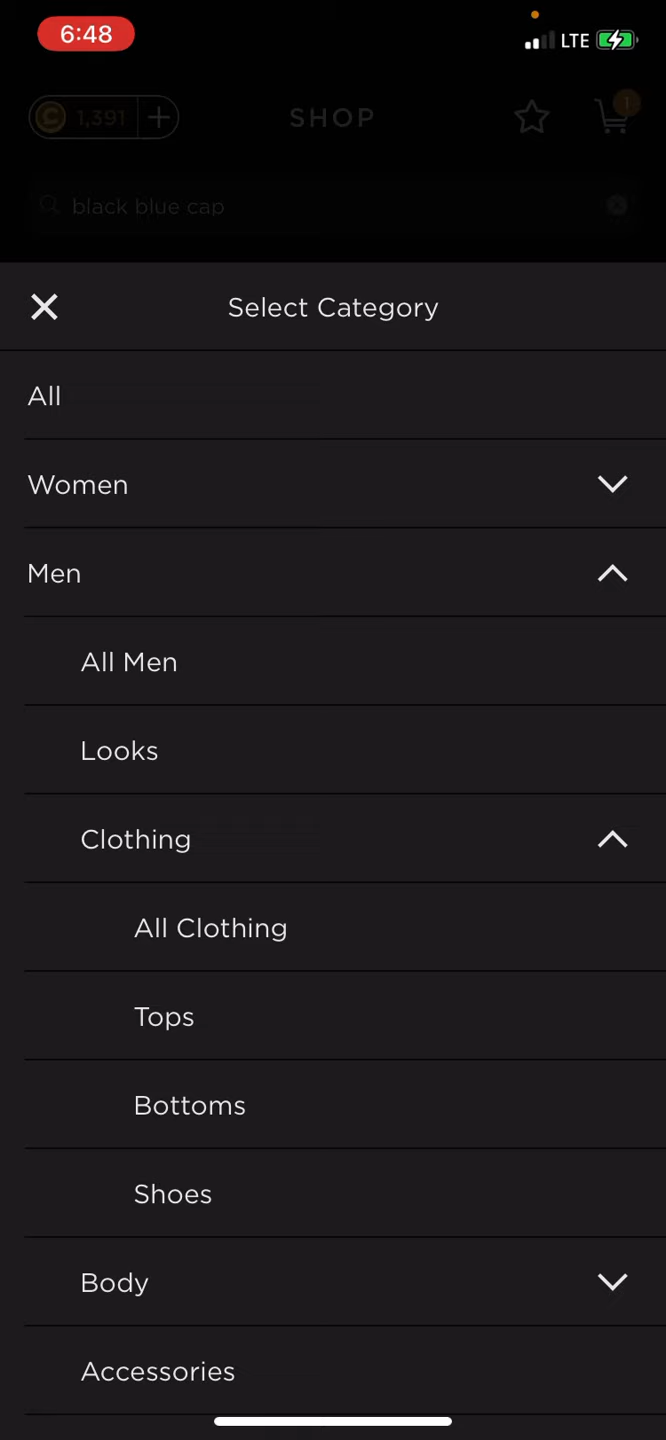 6:48
LTE
1,391
SHOP
1
black blue cap
Select Category
All
Women
Men
All Men
Looks
Clothing
All Clothing
Tops
Bottoms
Shoes
Body
Accessories